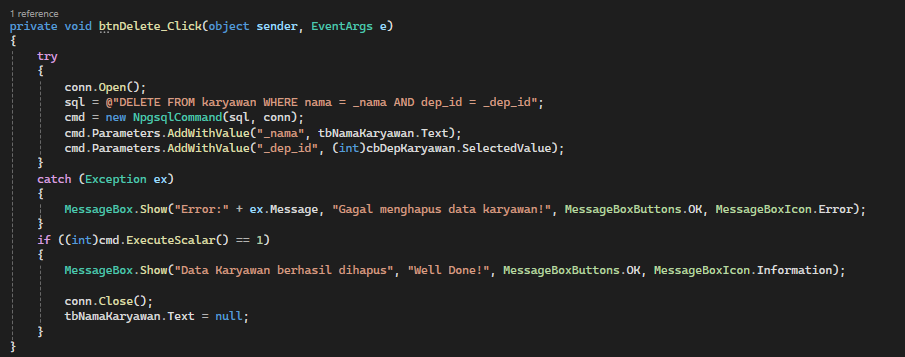 1 reference
private void btnDelete_Click(object sender, EventArgs e)
{
    try
    {
        conn.Open();
        sql = @"DELETE FROM karyawan WHERE nama = _nama AND dep_id = _dep_id";
        cmd = new NpgsqlCommand(sql, conn);
        cmd.Parameters.AddWithValue("_nama", tbNamaKaryawan.Text);
        cmd.Parameters.AddWithValue("_dep_id", (int)cbDepKaryawan.SelectedValue);
    }
    catch (Exception ex)
    {
        MessageBox.Show("Error:" + ex.Message, "Gagal menghapus data karyawan!", MessageBoxButtons.OK, MessageBoxIcon.Error);
    }
    if ((int)cmd.ExecuteScalar() == 1)
    {
        MessageBox.Show("Data Karyawan berhasil dihapus", "Well Done!", MessageBoxButtons.OK, MessageBoxIcon.Information);

        conn.Close();
        tbNamaKaryawan.Text = null;
    }
}